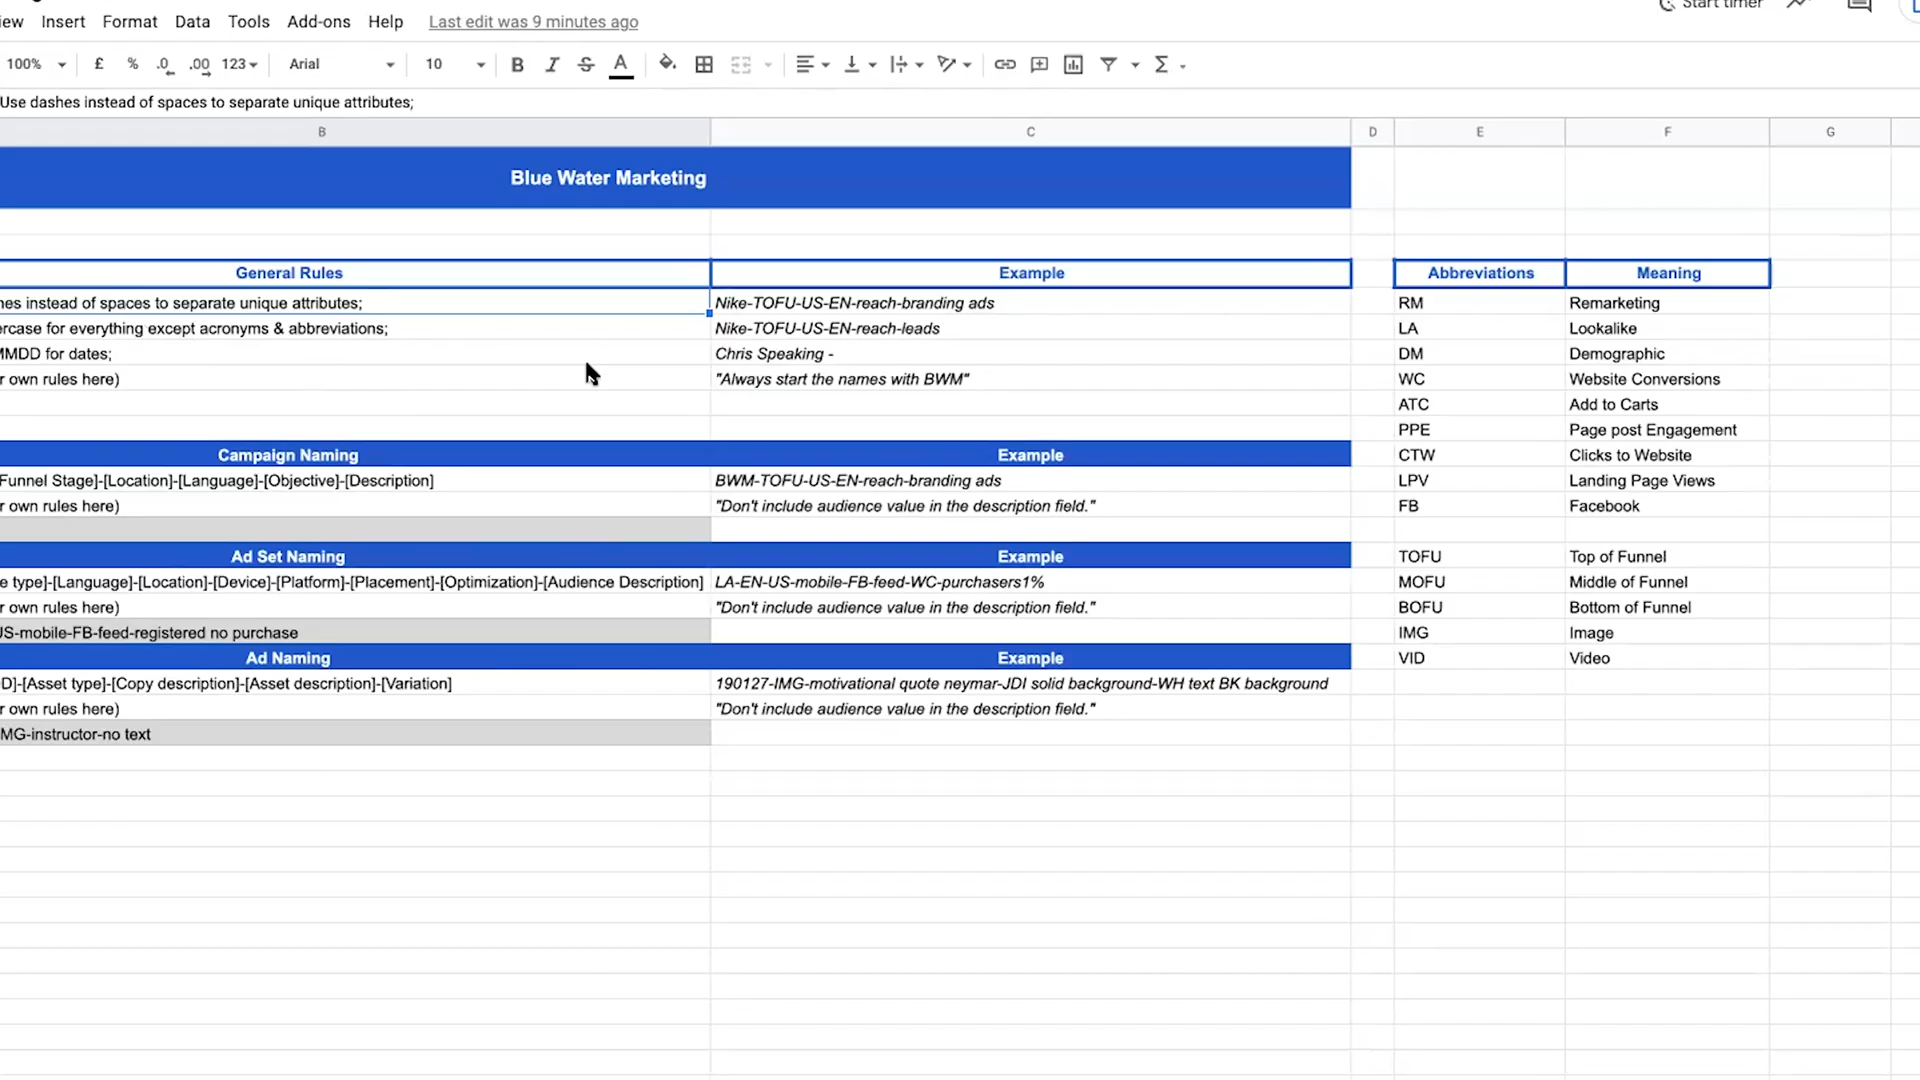 Start timer
iew Insert Format Data Tools Add-ons Help Last edit was 9 minutes ago
100% £ % .0 .00 123 Arial 10 B I S A Σ
Use dashes instead of spaces to separate unique attributes;
B C D E F G
Blue Water Marketing
General Rules Example Abbreviations Meaning
hes instead of spaces to separate unique attributes; Nike-TOFU-US-EN-reach-branding ads RM Remarketing
ercase for everything except acronyms & abbreviations; Nike-TOFU-US-EN-reach-leads LA Lookalike
MMDD for dates; Chris Speaking - DM Demographic
r own rules here) "Always start the names with BWM" WC Website Conversions
ATC Add to Carts
PPE Page post Engagement
Campaign Naming Example CTW Clicks to Website
Funnel Stage]-[Location]-[Language]-[Objective]-[Description] BWM-TOFU-US-EN-reach-branding ads LPV Landing Page Views
r own rules here) "Don't include audience value in the description field." FB Facebook
Ad Set Naming Example TOFU Top of Funnel
e type]-[Language]-[Location]-[Device]-[Platform]-[Placement]-[Optimization]-[Audience Description] LA-EN-US-mobile-FB-feed-WC-purchasers1% MOFU Middle of Funnel
r own rules here) "Don't include audience value in the description field." BOFU Bottom of Funnel
US-mobile-FB-feed-registered no purchase IMG Image
Ad Naming Example VID Video
D]-[Asset type]-[Copy description]-[Asset description]-[Variation] 190127-IMG-motivational quote neymar-JDI solid background-WH text BK background
r own rules here) "Don't include audience value in the description field."
MG-instructor-no text